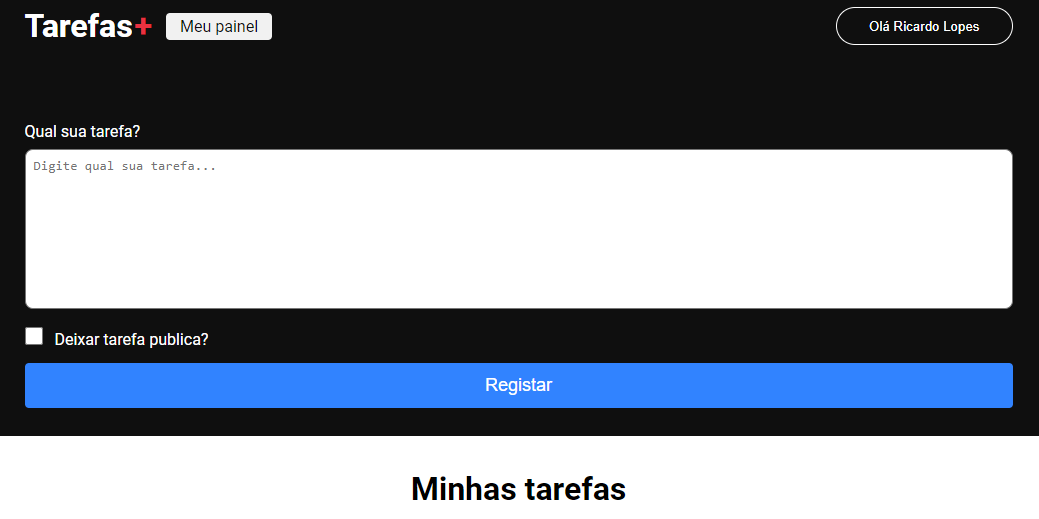 Tarefas+ Meu painel Olá Ricardo Lopes
Qual sua tarefa?
Digite qual sua tarefa...
Deixar tarefa publica?
Registar
Minhas tarefas